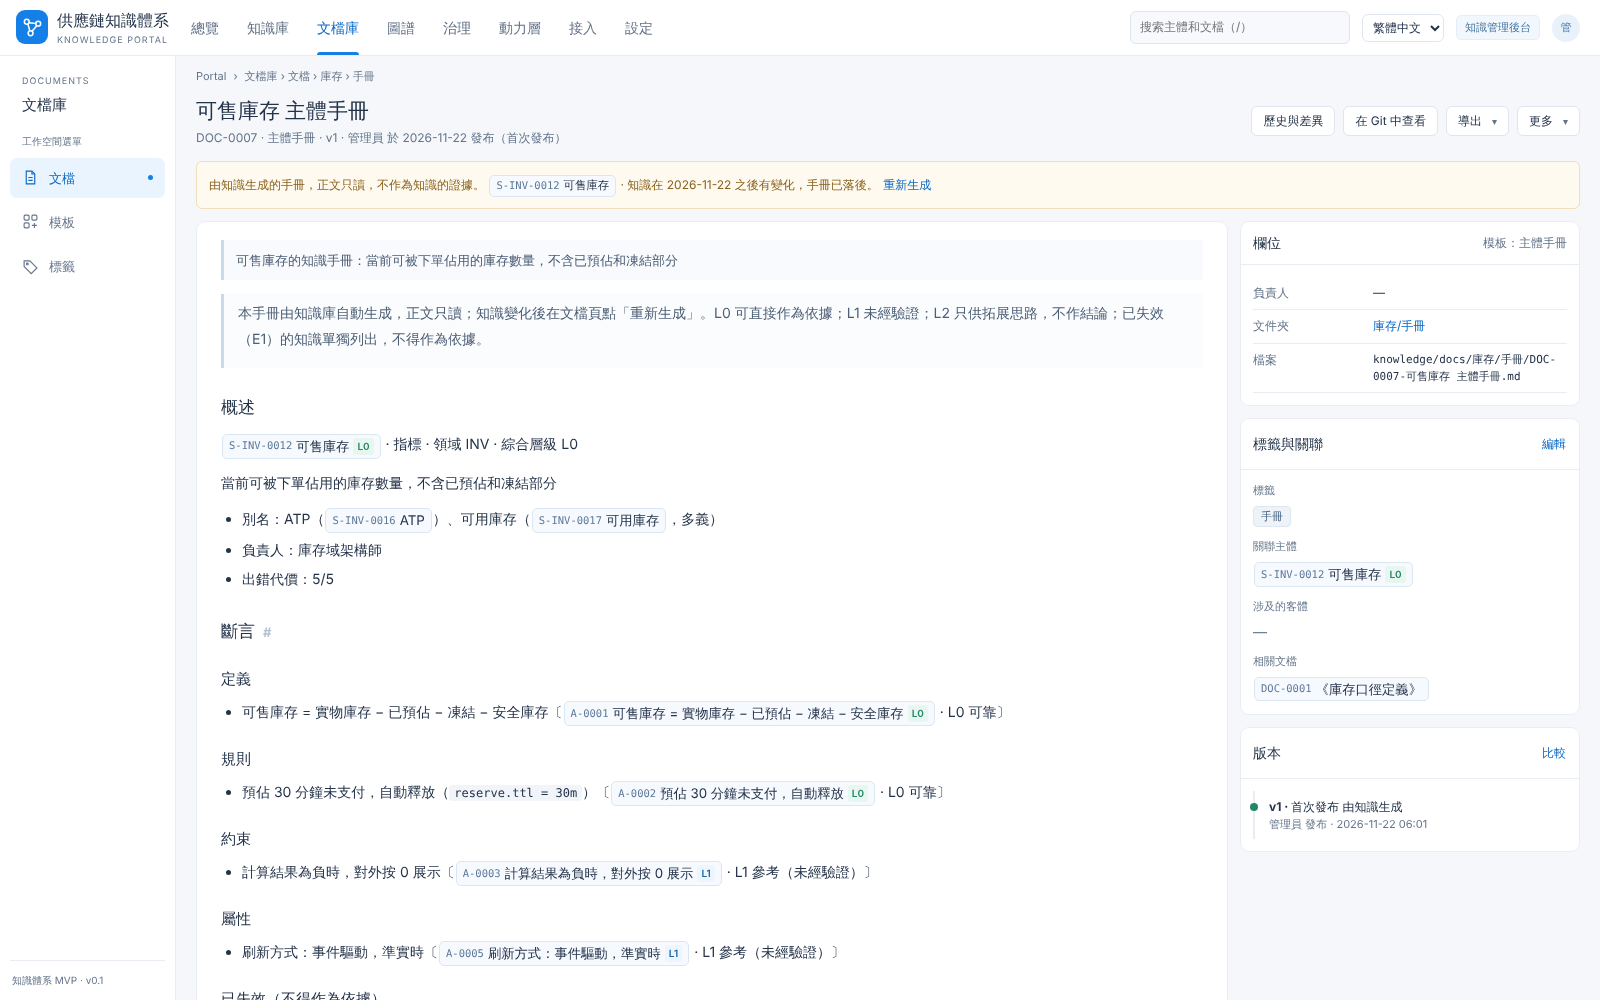 供應鏈知識體系
KNOWLEDGE PORTAL
總覽 知識庫 文檔庫 圖譜 治理 動力層 接入 設定
搜索主體和文檔（/）
繁體中文
知識管理後台
管
DOCUMENTS
文檔庫
工作空間選單
文檔
模板
標籤
知識體系 MVP · v0.1
Portal › 文檔庫 › 文檔 › 庫存 › 手冊
可售庫存 主體手冊
DOC-0007 · 主體手冊 · v1 · 管理員 於 2026-11-22 發布（首次發布）
歷史與差異
在 Git 中查看
導出 ▾
更多 ▾
由知識生成的手冊，正文只讀，不作為知識的證據。 S-INV-0012 可售庫存 · 知識在 2026-11-22 之後有變化，手冊已落後。 重新生成
可售庫存的知識手冊：當前可被下單佔用的庫存數量，不含已預佔和凍結部分
本手冊由知識庫自動生成，正文只讀；知識變化後在文檔頁點「重新生成」。L0 可直接作為依據；L1 未經驗證；L2 只供拓展思路，不作結論；已失效
（E1）的知識單獨列出，不得作為依據。
概述
S-INV-0012 可售庫存 L0 · 指標 · 領域 INV · 綜合層級 L0
當前可被下單佔用的庫存數量，不含已預佔和凍結部分
• 別名：ATP（S-INV-0016 ATP）、可用庫存（S-INV-0017 可用庫存，多義）
• 負責人：庫存域架構師
• 出錯代價：5/5
斷言 #
定義
• 可售庫存 = 實物庫存 − 已預佔 − 凍結 − 安全庫存〔A-0001 可售庫存 = 實物庫存 − 已預佔 − 凍結 − 安全庫存 L0 · L0 可靠〕
規則
• 預佔 30 分鐘未支付，自動釋放（reserve.ttl = 30m）〔A-0002 預佔 30 分鐘未支付，自動釋放 L0 · L0 可靠〕
約束
• 計算結果為負時，對外按 0 展示〔A-0003 計算結果為負時，對外按 0 展示 L1 · L1 參考（未經驗證）〕
屬性
• 刷新方式：事件驅動，準實時〔A-0005 刷新方式：事件驅動，準實時 L1 · L1 參考（未經驗證）〕
已失效（不得作為依據）
欄位
模板：主體手冊
負責人 —
文件夾 庫存/手冊
檔案 knowledge/docs/庫存/手冊/DOC-
0007-可售庫存 主體手冊.md
標籤與關聯
編輯
標籤
手冊
關聯主體
S-INV-0012 可售庫存 L0
涉及的客體
—
相關文檔
DOC-0001 《庫存口徑定義》
版本
比較
v1 · 首次發布 由知識生成
管理員 發布 · 2026-11-22 06:01